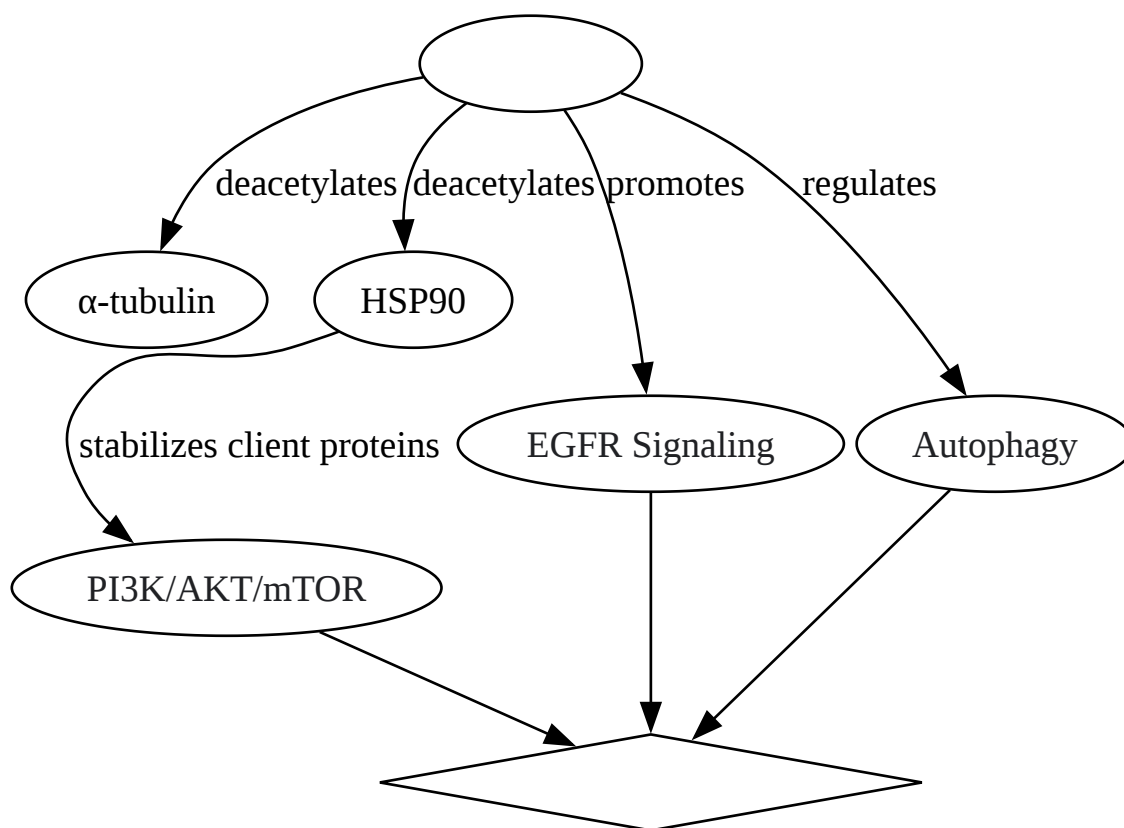 deacetylates
deacetylates
promotes
regulates
α-tubulin
HSP90
stabilizes client proteins
EGFR Signaling
Autophagy
PI3K/AKT/mTOR